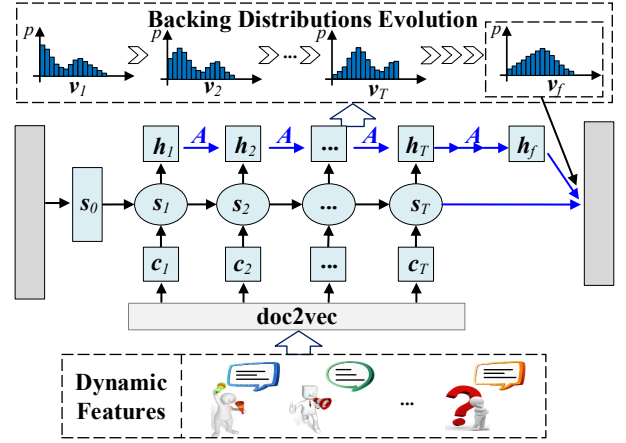 Backing Distributions Evolution
p p p p
...
v1 v2 vT vf
A A A A
h1 h2 ... hT hf
s0 s1 s2 ... sT
c1 c2 ... cT
doc2vec
Dynamic
Features
...
?